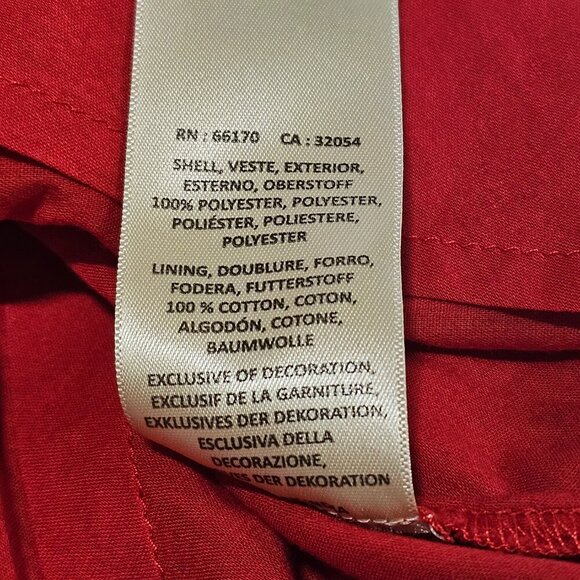 RN : 66170 CA : 32054
SHELL, VESTE, EXTERIOR,
ESTERNO, OBERSTOFF
100% POLYESTER, POLYESTER,
POLIÉSTER, POLIESTERE,
POLYESTER
LINING, DOUBLURE, FORRO,
FODERA, FUTTERSTOFF
100 % COTTON, COTON,
ALGODÓN, COTONE,
BAUMWOLLE
EXCLUSIVE OF DECORATION,
EXCLUSIF DE LA GARNITURE,
EXKLUSIVES DER DEKORATION,
ESCLUSIVA DELLA
DECORAZIONE,
DER DEKORATION